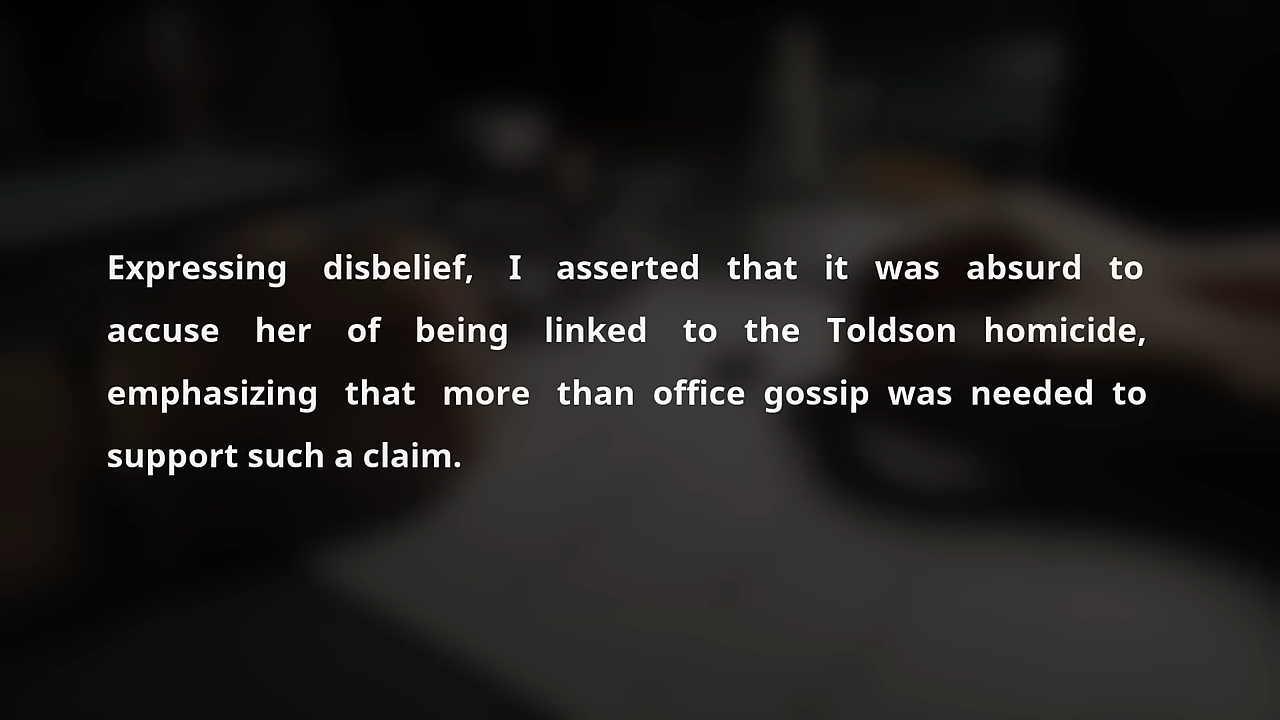 Expressing disbelief, I asserted that it was absurd to
accuse her of being linked to the Toldson homicide,
emphasizing that more than office gossip was needed to
support such a claim.